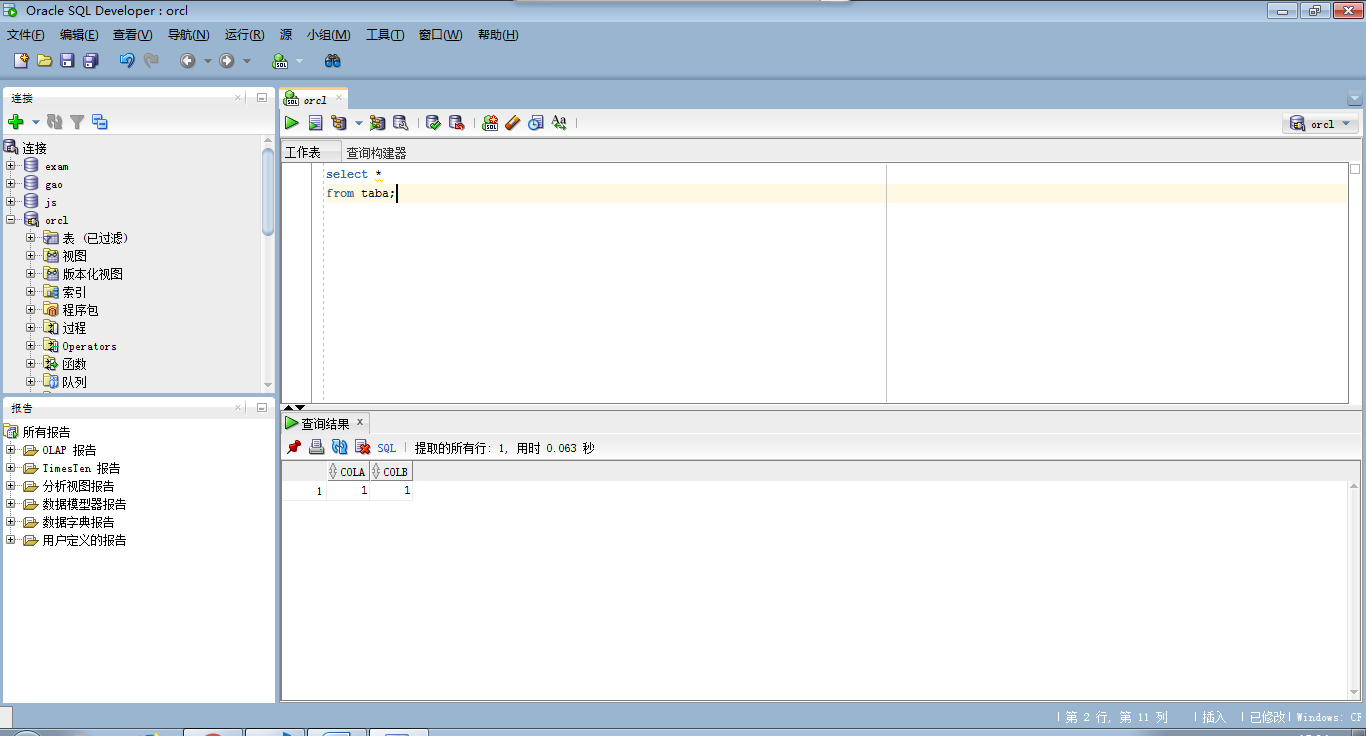 Oracle SQL Developer : orcl
文件(F) 编辑(E) 查看(V) 导航(N) 运行(R) 源 小组(M) 工具(T) 窗口(W) 帮助(H)
连接
连接
exam
gao
js
orcl
表 (已过滤)
视图
版本化视图
索引
程序包
过程
Operators
函数
队列
报告
所有报告
OLAP 报告
TimesTen 报告
分析视图报告
数据模型器报告
数据字典报告
用户定义的报告
orcl
orcl
工作表 查询构建器
select *
from taba;
查询结果
SQL 提取的所有行: 1, 用时 0.063 秒
COLA COLB
1 1 1
第 2 行, 第 11 列 插入 已修改 Windows: CF